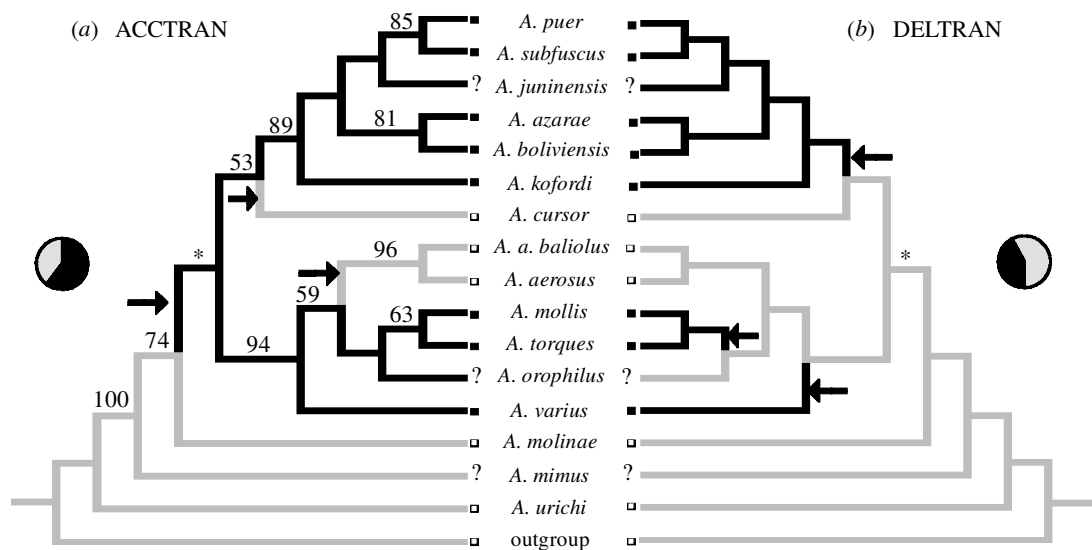 (a) ACCTRAN
(b) DELTRAN
85
A. puer
A. subfuscus
? A. juninensis ?
81
A. azarae
89
A. boliviensis
53
A. kofordi
A. cursor
*
96
A. a. baliolus
*
A. aerosus
59
63
A. mollis
74
94
A. torques
? A. orophilus ?
100
A. varius
A. molinae
? A. mimus ?
A. urichi
outgroup